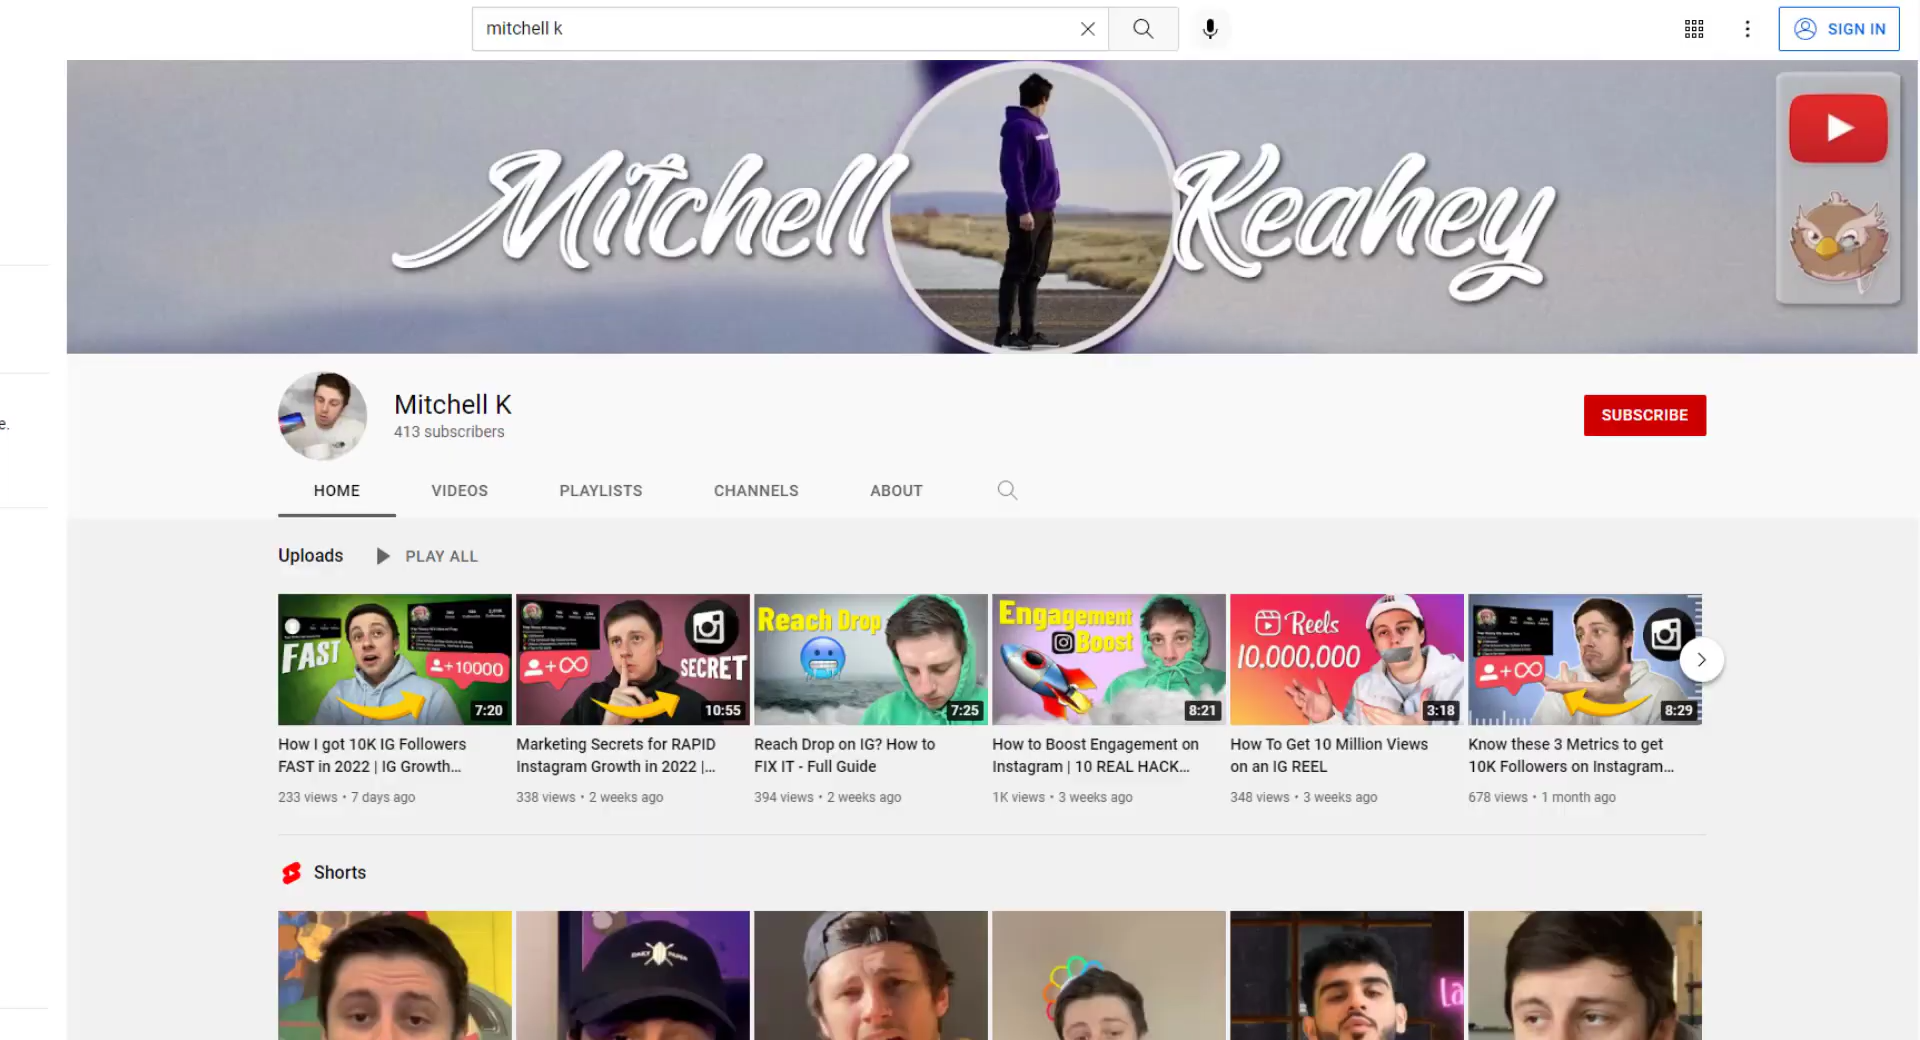 mitchell k
SIGN IN
Mitchell Keahey
e.
Mitchell K
413 subscribers
SUBSCRIBE
HOME VIDEOS PLAYLISTS CHANNELS ABOUT
Uploads PLAY ALL
FAST
+10000
7:20
+∞
SECRET
10:55
Reach Drop
7:25
Engagement
Boost
8:21
Reels
10.000.000
3:18
+∞
8:29
How I got 10K IG Followers
FAST in 2022 | IG Growth...
233 views • 7 days ago
Marketing Secrets for RAPID
Instagram Growth in 2022 |...
338 views • 2 weeks ago
Reach Drop on IG? How to
FIX IT - Full Guide
394 views • 2 weeks ago
How to Boost Engagement on
Instagram | 10 REAL HACK...
1K views • 3 weeks ago
How To Get 10 Million Views
on an IG REEL
348 views • 3 weeks ago
Know these 3 Metrics to get
10K Followers on Instagram...
678 views • 1 month ago
Shorts
DAILY PAPER
La